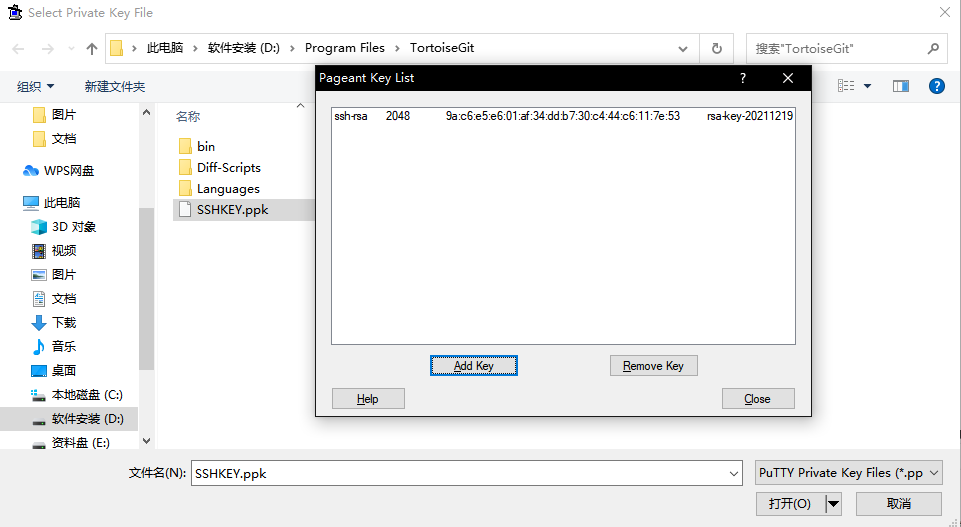 Select Private Key File
此电脑 > 软件安装 (D:) > Program Files > TortoiseGit
搜索"TortoiseGit"
组织
新建文件夹
图片
文档
WPS网盘
此电脑
3D 对象
视频
图片
文档
下载
音乐
桌面
本地磁盘 (C:)
软件安装 (D:)
资料盘 (E:)
名称
bin
Diff-Scripts
Languages
SSHKEY.ppk
Pageant Key List
ssh-rsa 2048 9a:c6:e5:e6:01:af:34:dd:b7:30:c4:44:c6:11:7e:53 rsa-key-20211219
Add Key
Remove Key
Help
Close
文件名(N):
SSHKEY.ppk
PuTTY Private Key Files (*.pp
打开(O)
取消